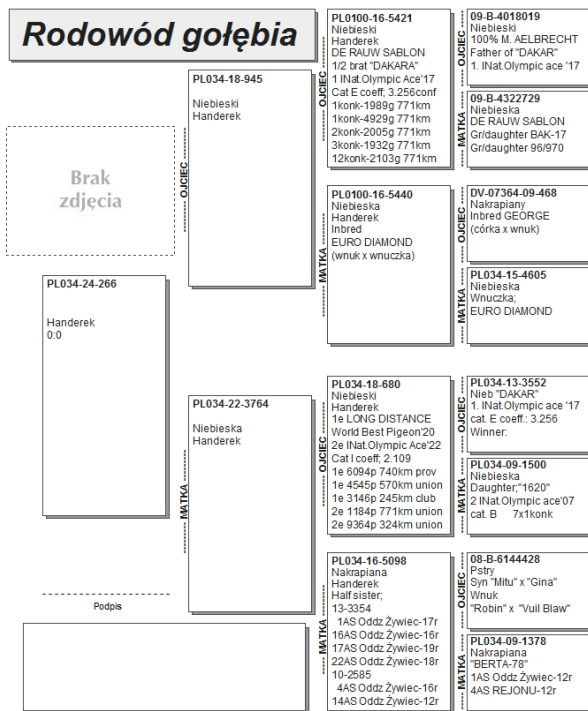 Rodowód gołębia
Brak
zdjęcia
PL034-24-266
Handerek
0:0
Podpis
OJCIEC
PL034-18-945
Niebieski
Handerek
MATKA
PL034-22-3764
Niebieska
Handerek
OJCIEC
PL0100-16-5421
Niebieski
Handerek
DE RAUW SABLON
1/2 brat "DAKARA"
1 INat.Olympic Ace'17
Cat E coeff; 3.256conf
1konk-1989g 771km
1konk-4929g 771km
2konk-2005g 771km
3konk-1932g 771km
12konk-2103g 771km
MATKA
PL0100-16-5440
Niebieska
Handerek
Inbred
EURO DIAMOND
(wnuk x wnuczka)
OJCIEC
PL034-18-680
Niebieski
Handerek
1e LONG DISTANCE
World Best Pigeon'20
2e INat.Olympic Ace'22
Cat I coeff; 2.109
1e 6094p 740km prov
1e 4545p 570km union
1e 3146p 245km club
2e 1184p 771km union
2e 9364p 324km union
MATKA
PL034-16-5098
Nakrapiana
Handerek
Halfsister;
13-3354
1AS Oddz Żywiec-17r
16AS Oddz Żywiec-16r
17AS Oddz Żywiec-19r
22AS Oddz Żywiec-18r
10-2585
4AS Oddz Żywiec-16r
14AS Oddz Żywiec-12r
OJCIEC
09-B-4018019
Niebieski
100% M. AELBRECHT
Father of "DAKAR"
1. INat.Olympic ace '17
MATKA
09-B-4322729
Niebieska
DE RAUW SABLON
Gr/daughter BAK-17
Gr/daughter 96/970
OJCIEC
DV-07364-09-468
Nakrapiany
Inbred GEORGE
(córka x wnuk)
MATKA
PL034-15-4605
Niebieska
Wnuczka;
EURO DIAMOND
OJCIEC
PL034-13-3552
Nieb "DAKAR"
1. INat.Olympic ace '17
cat. E coeff.: 3.256
Winner:
MATKA
PL034-09-1500
Niebieska
Daughter;"1620"
2 INat.Olympic ace'07
cat. B 7x1konk
OJCIEC
08-B-6144428
Pstry
Syn "Mitu" x "Gina"
Wnuk
"Robin" x "Vuil Blaw"
MATKA
PL034-09-1378
Nakrapiana
"BERTA-78"
1AS Oddz Żywiec-12r
4AS REJONU-12r